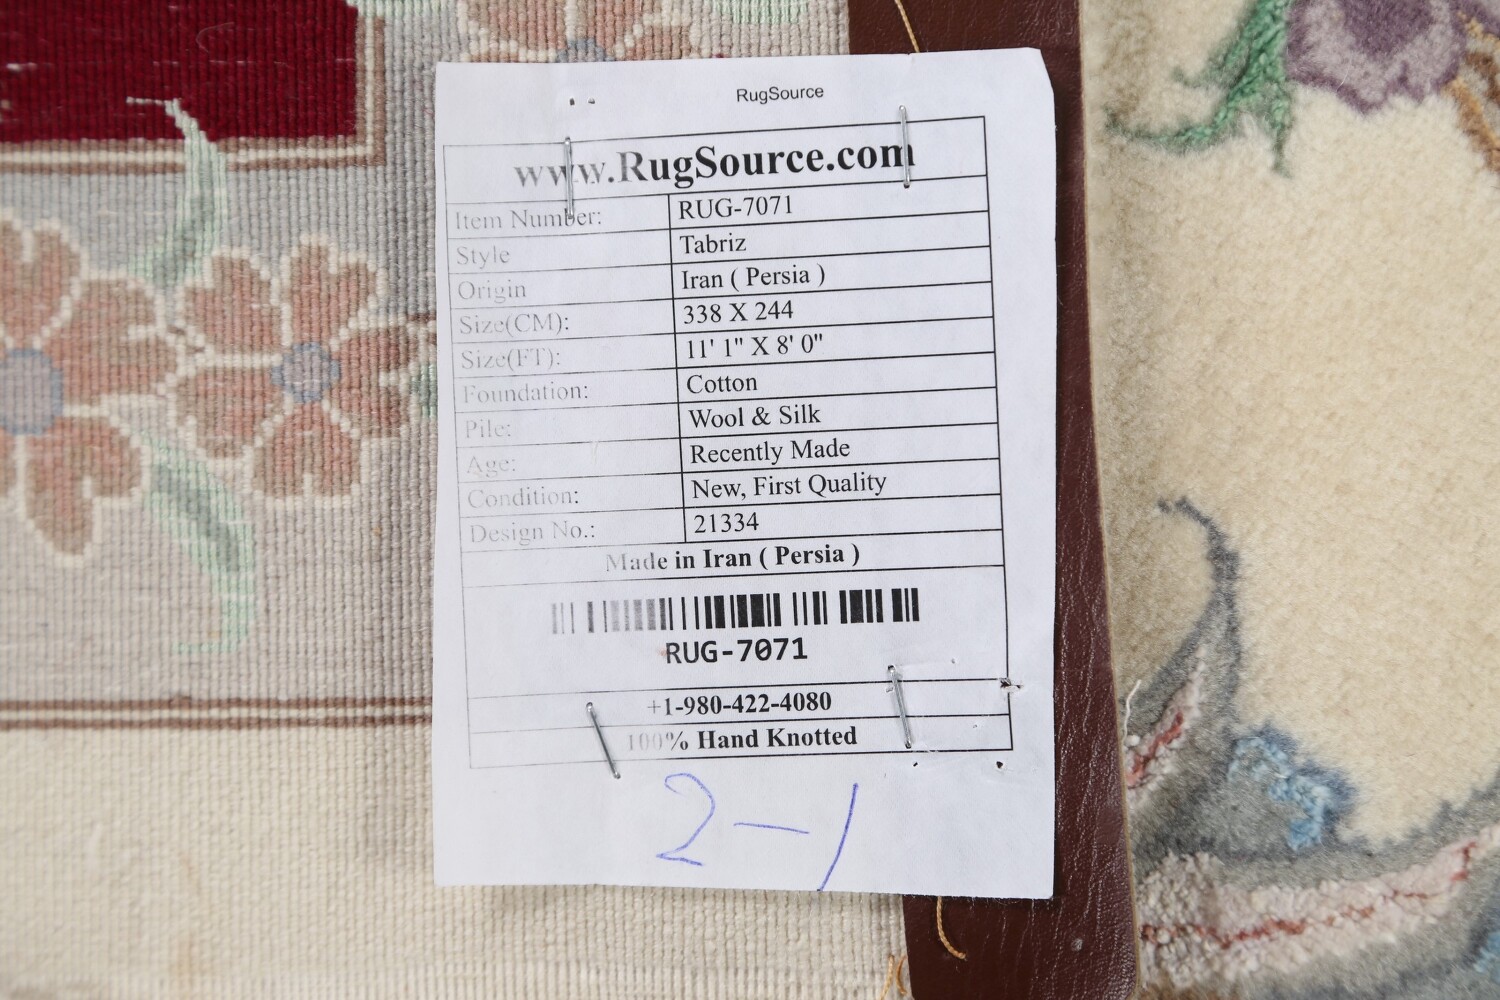 RugSource
www.RugSource.com
Item Number: RUG-7071
Style Tabriz
Origin Iran ( Persia )
Size(CM): 338 X 244
Size(FT): 11' 1" X 8' 0"
Foundation: Cotton
Pile: Wool & Silk
Age: Recently Made
Condition: New, First Quality
Design No.: 21334
Made in Iran ( Persia )
RUG-7071
+1-980-422-4080
100% Hand Knotted
2-1